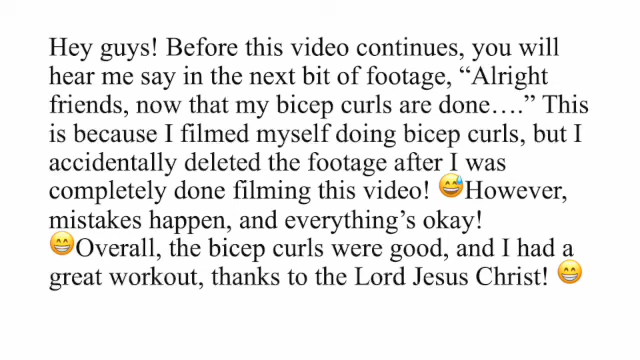 Hey guys! Before this video continues, you will
hear me say in the next bit of footage, “Alright
friends, now that my bicep curls are done….” This
is because I filmed myself doing bicep curls, but I
accidentally deleted the footage after I was
completely done filming this video! 😅However,
mistakes happen, and everything’s okay!
😁Overall, the bicep curls were good, and I had a
great workout, thanks to the Lord Jesus Christ! 😁